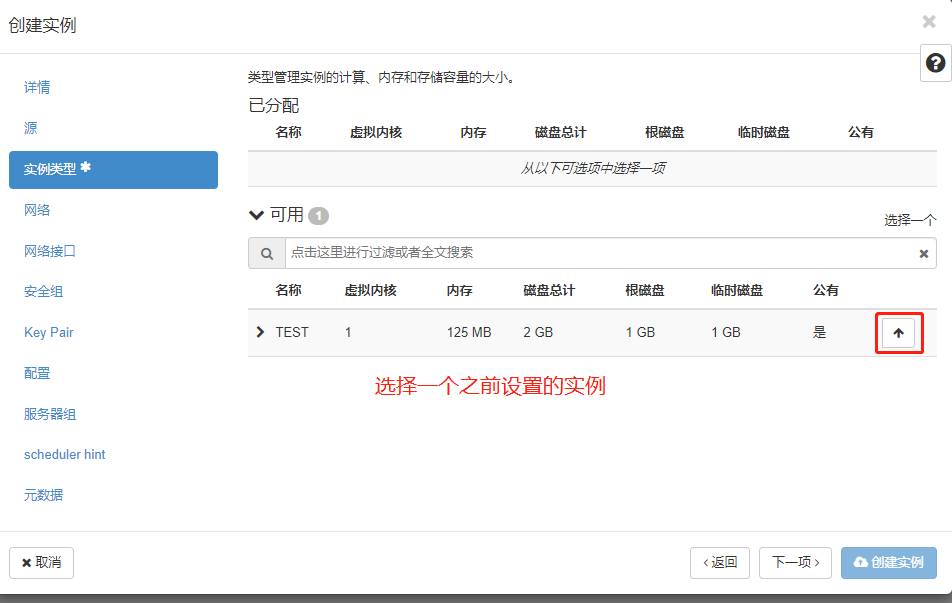 创建实例
详情
源
实例类型 *
网络
网络接口
安全组
Key Pair
配置
服务器组
scheduler hint
元数据
类型管理实例的计算、内存和存储容量的大小。
已分配
名称 虚拟内核 内存 磁盘总计 根磁盘 临时磁盘 公有
从以下可选项中选择一项
可用 1
选择一个
点击这里进行过滤或者全文搜索
名称 虚拟内核 内存 磁盘总计 根磁盘 临时磁盘 公有
TEST 1 125 MB 2 GB 1 GB 1 GB 是
选择一个之前设置的实例
取消
返回
下一项
创建实例